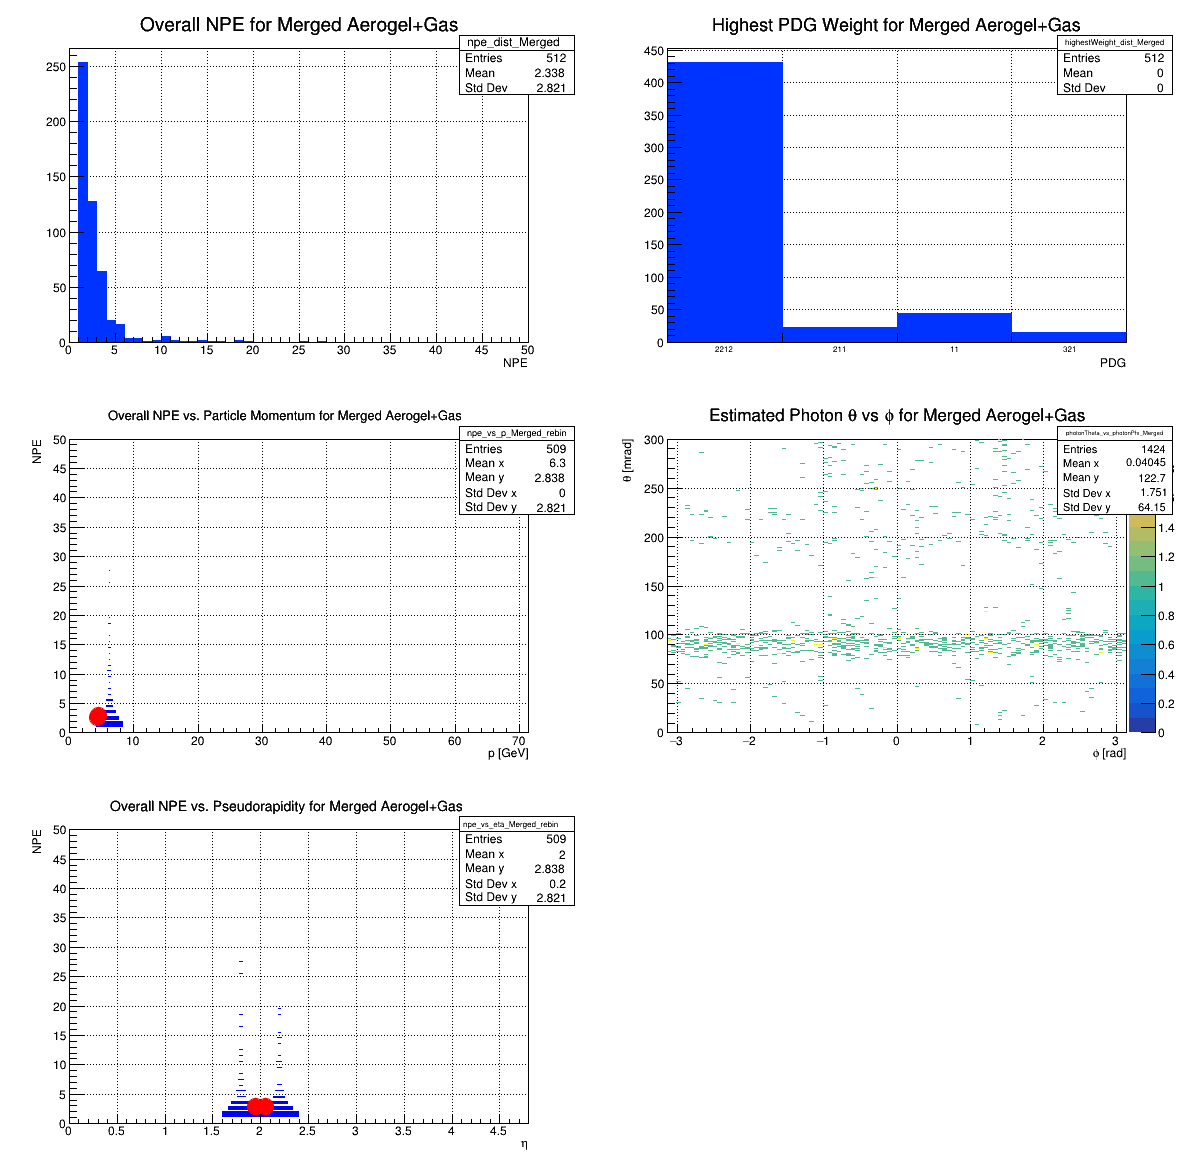 Overall NPE for Merged Aerogel+Gas
npe_dist_Merged
Entries 512
Mean 2.338
Std Dev 2.821
250
200
150
100
50
0
0 5 10 15 20 25 30 35 40 45 50
NPE
Highest PDG Weight for Merged Aerogel+Gas
highestWeight_dist_Merged
Entries 512
Mean 0
Std Dev 0
450
400
350
300
250
200
150
100
50
0
2212 211 11 321
PDG
Overall NPE vs. Particle Momentum for Merged Aerogel+Gas
npe_vs_p_Merged_rebin
Entries 509
Mean x 6.3
Mean y 2.838
Std Dev x 0
Std Dev y 2.821
NPE
50
45
40
35
30
25
20
15
10
5
0
0 10 20 30 40 50 60 70
p [GeV]
Estimated Photon θ vs ϕ for Merged Aerogel+Gas
photonTheta_vs_photonPhi_Merged
Entries 1424
Mean x 0.04045
Mean y 122.7
Std Dev x 1.751
Std Dev y 64.15
θ [mrad]
300
250
200
150
100
50
0
−3 −2 −1 0 1 2 3
ϕ [rad]
1.4
1.2
1
0.8
0.6
0.4
0.2
0
Overall NPE vs. Pseudorapidity for Merged Aerogel+Gas
npe_vs_eta_Merged_rebin
Entries 509
Mean x 2
Mean y 2.838
Std Dev x 0.2
Std Dev y 2.821
NPE
50
45
40
35
30
25
20
15
10
5
0
0 0.5 1 1.5 2 2.5 3 3.5 4 4.5
η